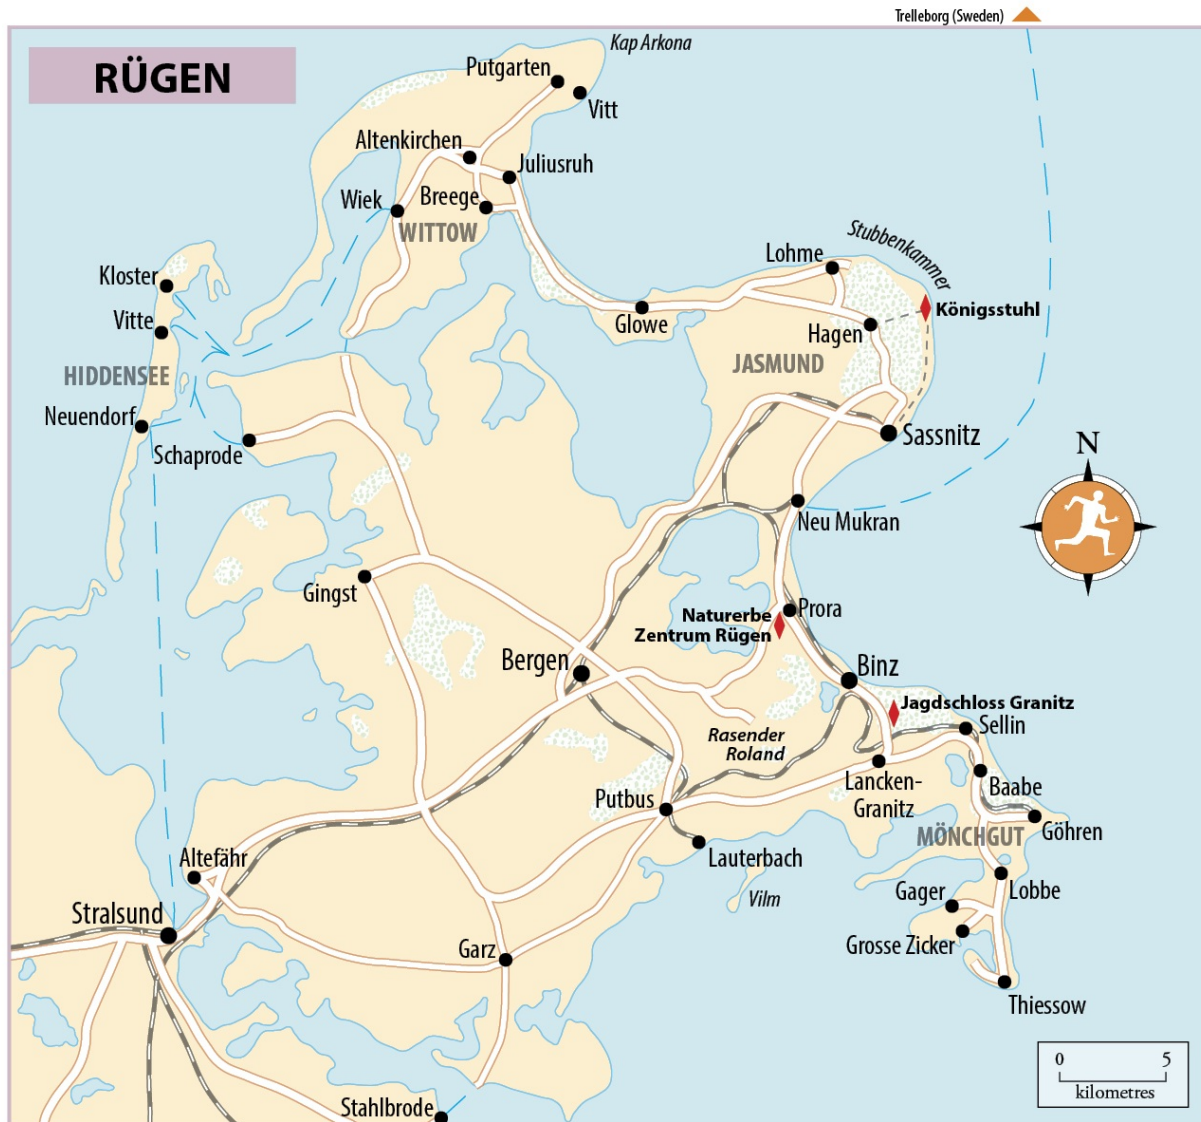 Trelleborg (Sweden)
RÜGEN
Kap Arkona
Putgarten
Vitt
Altenkirchen
Juliusruh
Wiek
Breege
WITTOW
Stubbenkammer
Lohme
Kloster
Königsstuhl
Vitte
Glowe
Hagen
JASMUND
HIDDENSEE
Neuendorf
Schaprode
Sassnitz
N
Neu Mukran
Gingst
Prora
Naturerbe
Zentrum Rügen
Bergen
Binz
Jagdschloss Granitz
Sellin
Rasender
Roland
Lancken-
Granitz
Baabe
Putbus
MÖNCHGUT
Göhren
Altefähr
Lauterbach
Lobbe
Gager
Vilm
Stralsund
Grosse Zicker
Garz
Thiessow
0 5
kilometres
Stahlbrode